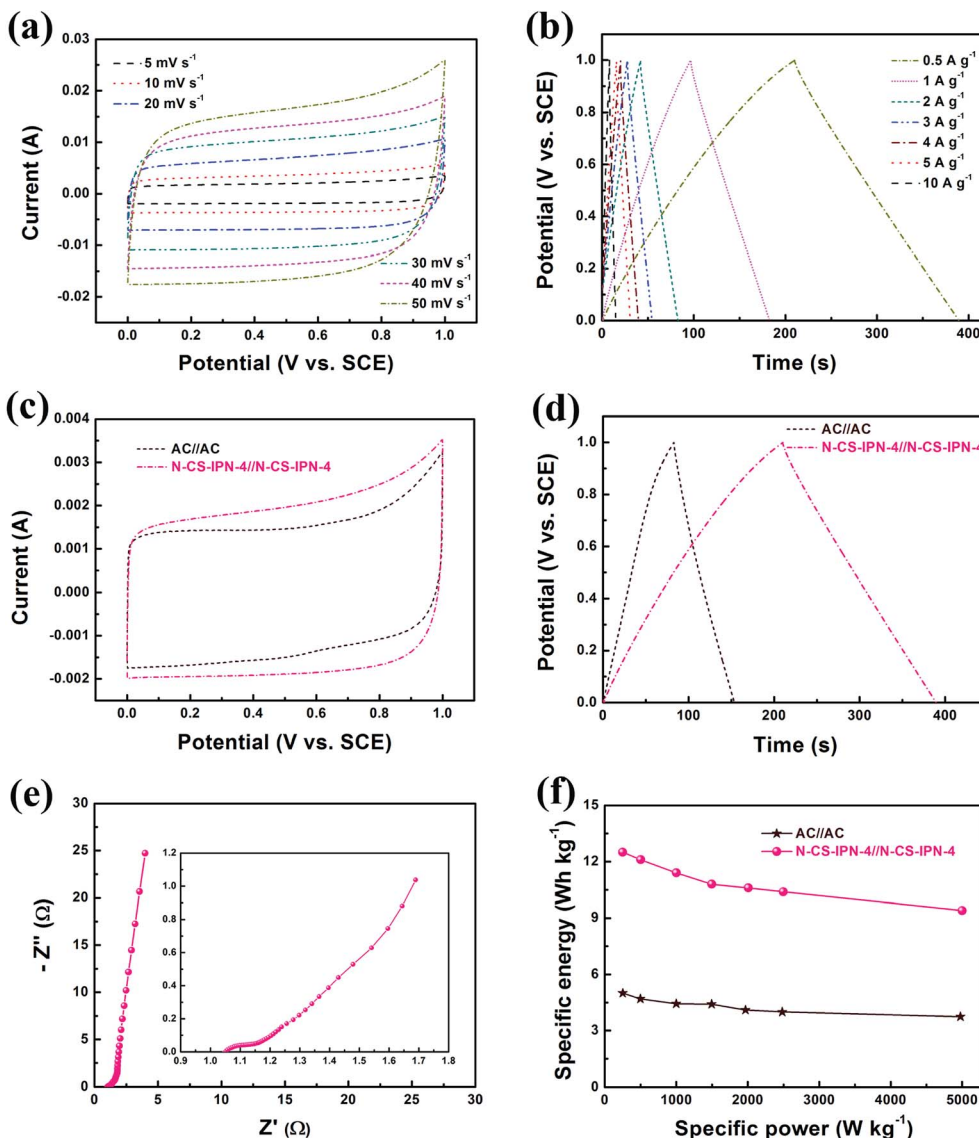 (a)
0.03
0.02
0.01
0.00
-0.01
-0.02
Current (A)
5 mV s⁻¹
10 mV s⁻¹
20 mV s⁻¹
30 mV s⁻¹
40 mV s⁻¹
50 mV s⁻¹
0.0 0.2 0.4 0.6 0.8 1.0
Potential (V vs. SCE)
(b)
1.0
0.8
0.6
0.4
0.2
0.0
Potential (V vs. SCE)
0.5 A g⁻¹
1 A g⁻¹
2 A g⁻¹
3 A g⁻¹
4 A g⁻¹
5 A g⁻¹
10 A g⁻¹
0 100 200 300 400
Time (s)
(c)
0.004
0.003
0.002
0.001
0.000
-0.001
-0.002
Current (A)
AC//AC
N-CS-IPN-4//N-CS-IPN-4
0.0 0.2 0.4 0.6 0.8 1.0
Potential (V vs. SCE)
(d)
1.0
0.8
0.6
0.4
0.2
0.0
Potential (V vs. SCE)
AC//AC
N-CS-IPN-4//N-CS-IPN-4
0 100 200 300 400
Time (s)
(e)
30
25
20
15
10
5
0
- Z'' (Ω)
1.2
1.0
0.8
0.6
0.4
0.2
0.0
0.9 1.0 1.1 1.2 1.3 1.4 1.5 1.6 1.7 1.8
0 5 10 15 20 25 30
Z' (Ω)
(f)
15
12
9
6
3
0
Specific energy (Wh kg⁻¹)
AC//AC
N-CS-IPN-4//N-CS-IPN-4
0 1000 2000 3000 4000 5000
Specific power (W kg⁻¹)